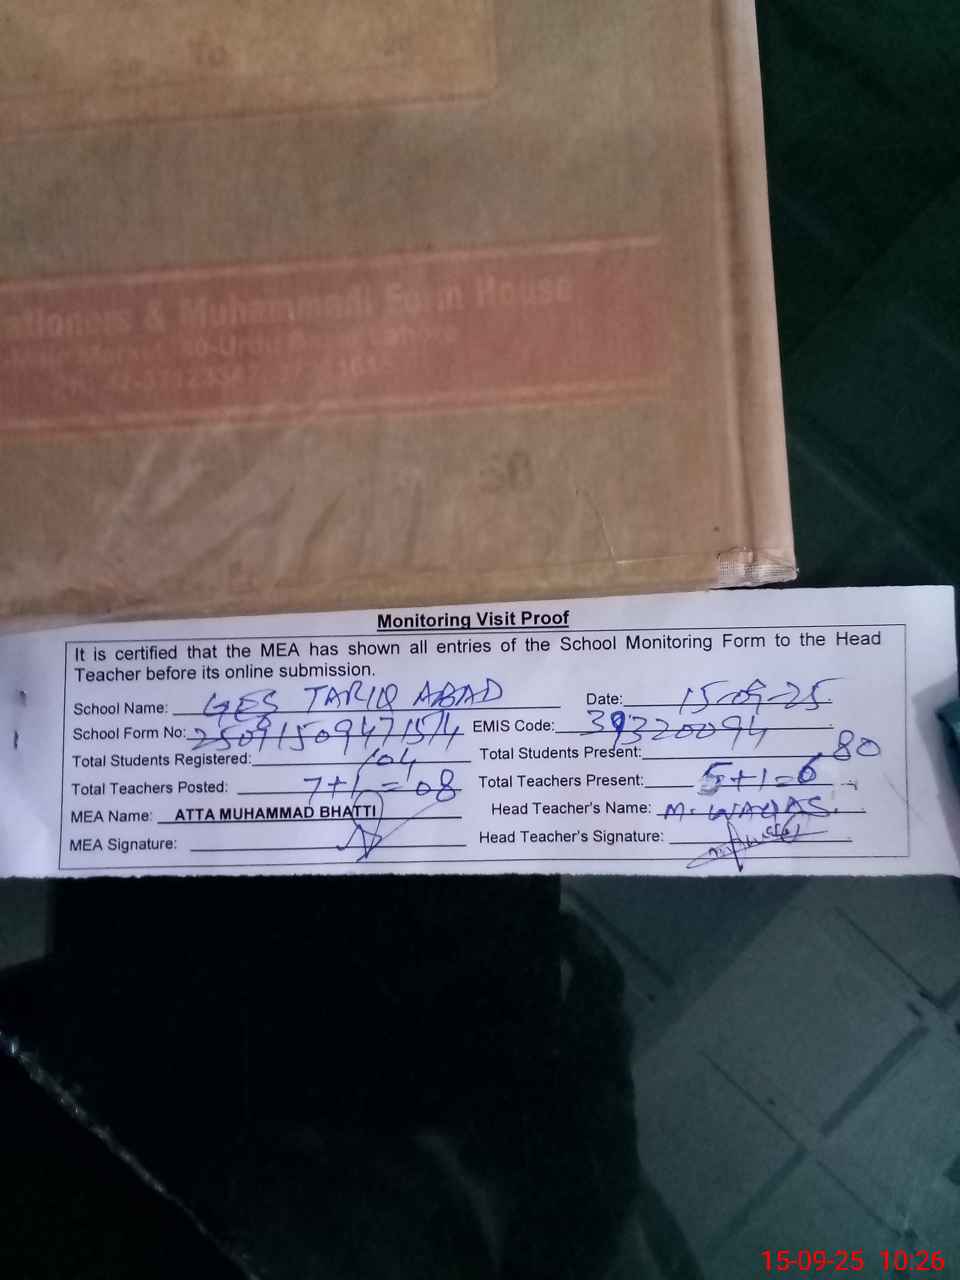 & Muhammadi Form House
Monitoring Visit Proof
It is certified that the MEA has shown all entries of the School Monitoring Form to the Head
Teacher before its online submission.
School Name: GES TARIQ ABAD Date: 15-09-25
School Form No: EMIS Code: 39320094
Total Students Registered: 104 Total Students Present: 80
Total Teachers Posted: 7+1=08 Total Teachers Present: 5+1=6
MEA Name: ATTA MUHAMMAD BHATTI Head Teacher's Name: M. WAQAS
MEA Signature: Head Teacher's Signature:
15-09-25 10:26